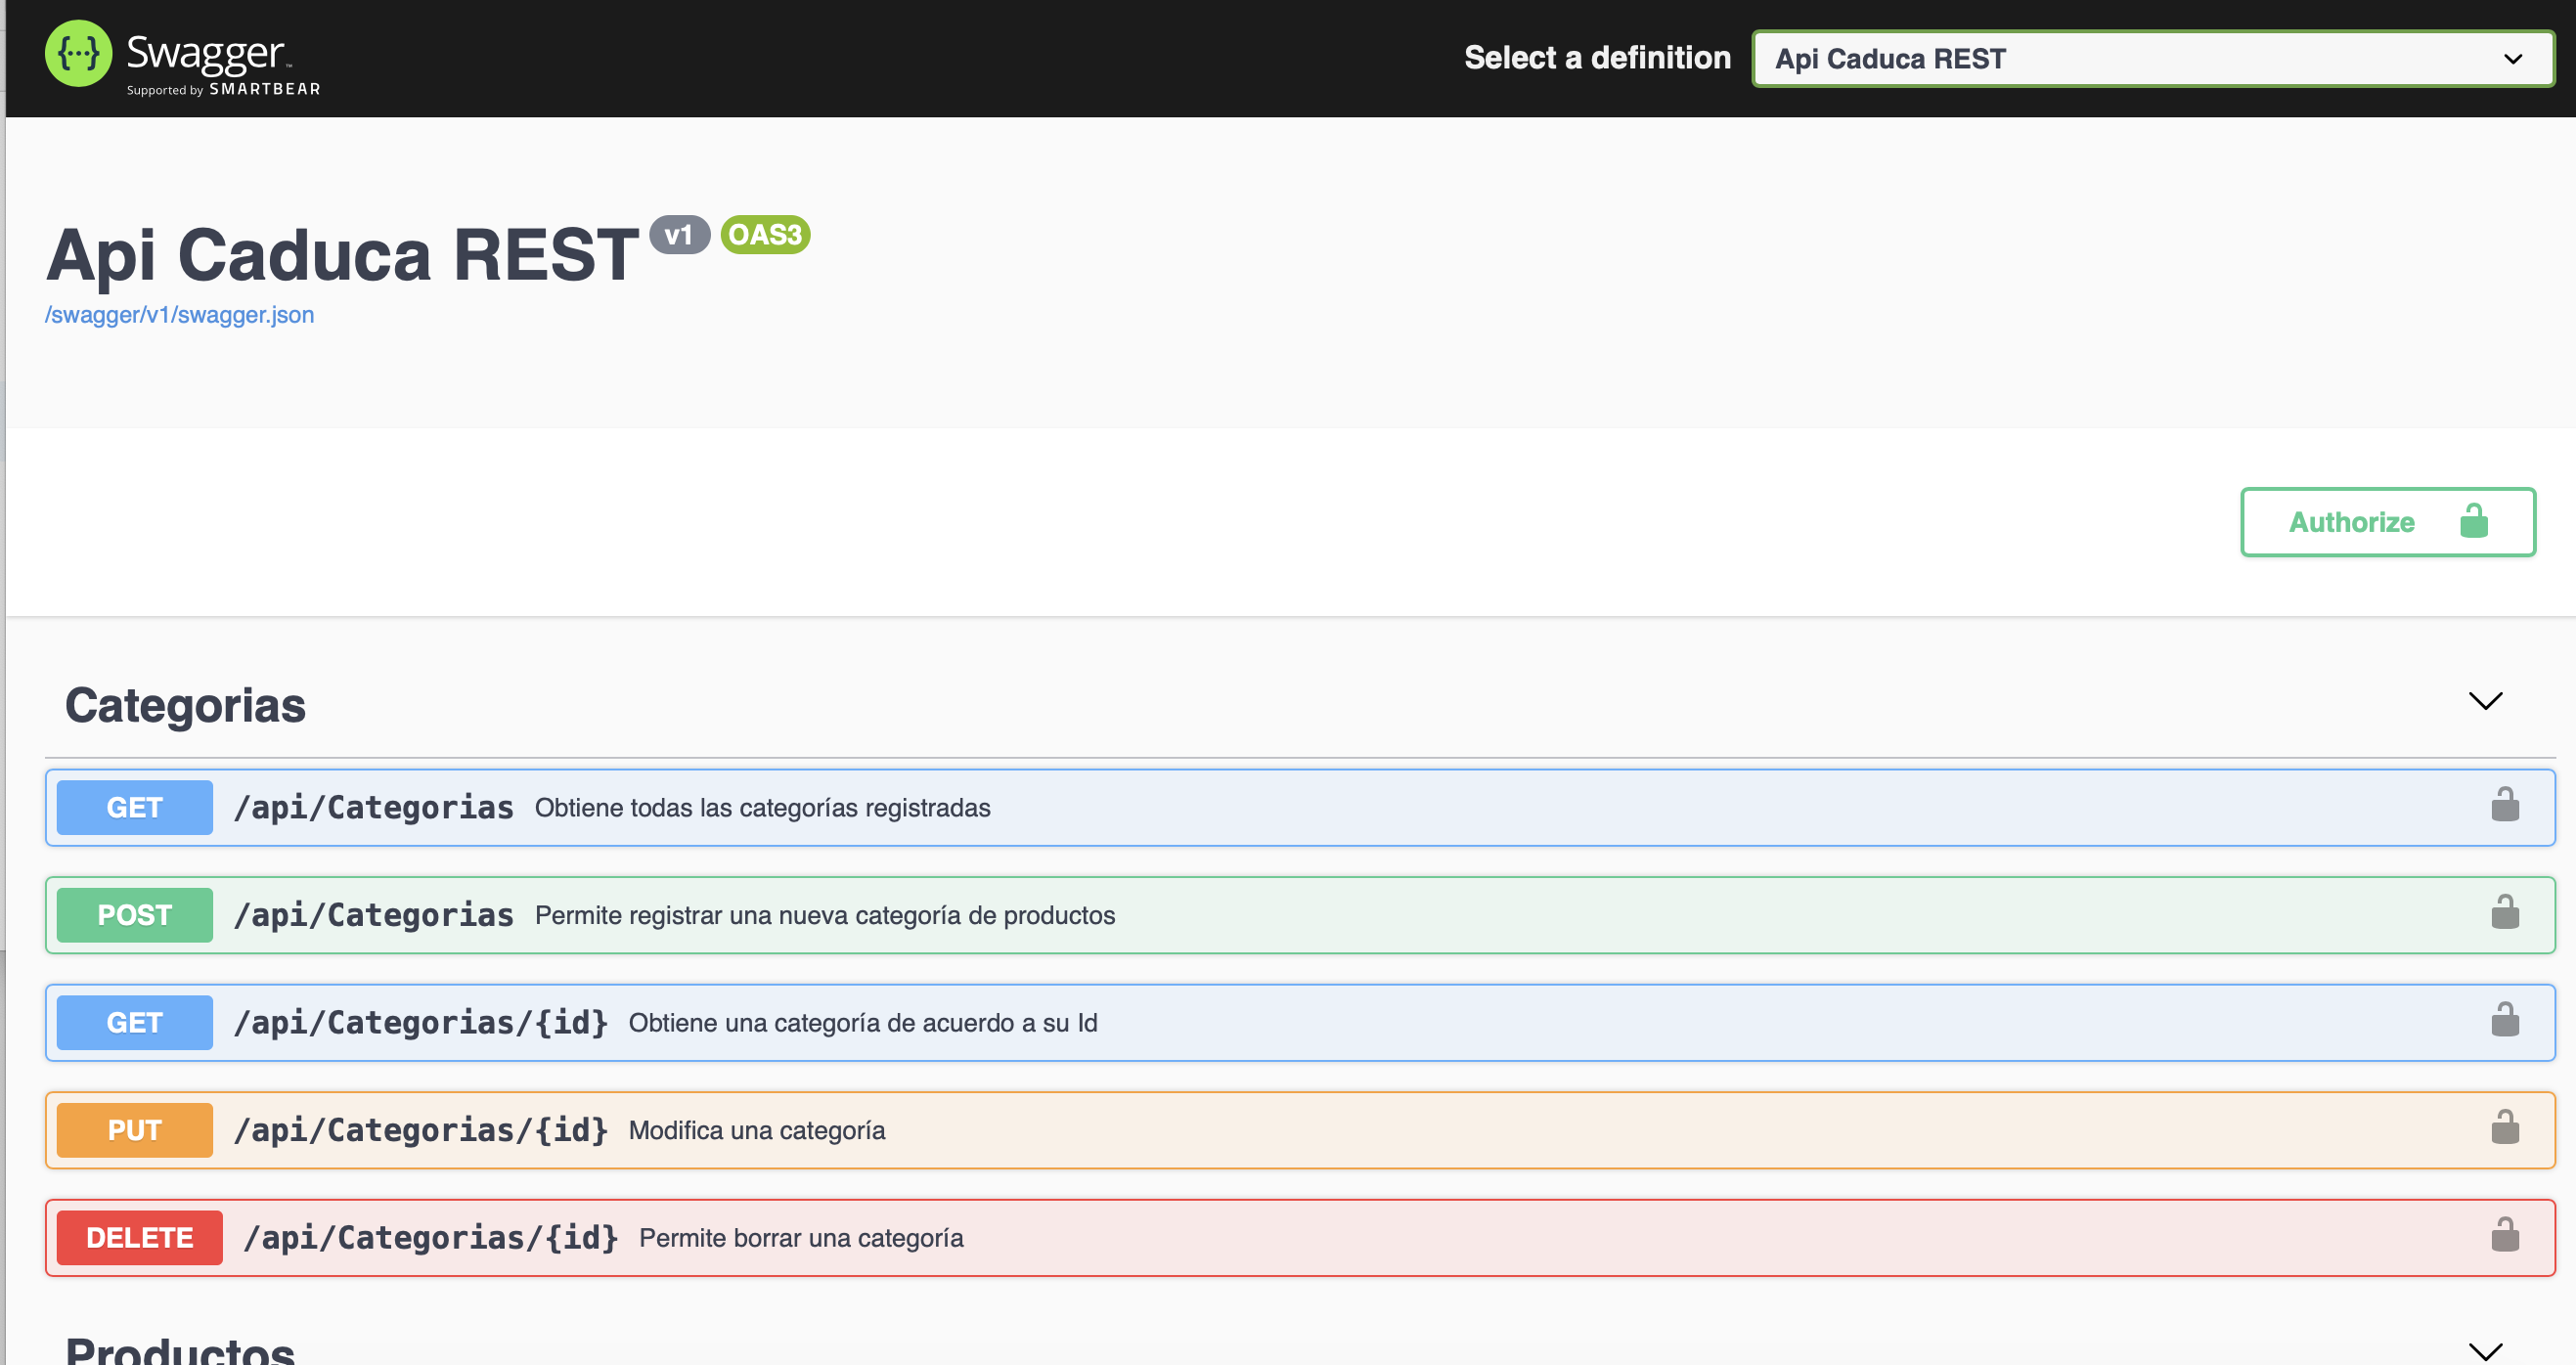 {···} Swagger™
Supported by SMARTBEAR
Select a definition
Api Caduca REST
Api Caduca REST v1 OAS3
/swagger/v1/swagger.json
Authorize
Categorias
GET /api/Categorias Obtiene todas las categorías registradas
POST /api/Categorias Permite registrar una nueva categoría de productos
GET /api/Categorias/{id} Obtiene una categoría de acuerdo a su Id
PUT /api/Categorias/{id} Modifica una categoría
DELETE /api/Categorias/{id} Permite borrar una categoría
Productos